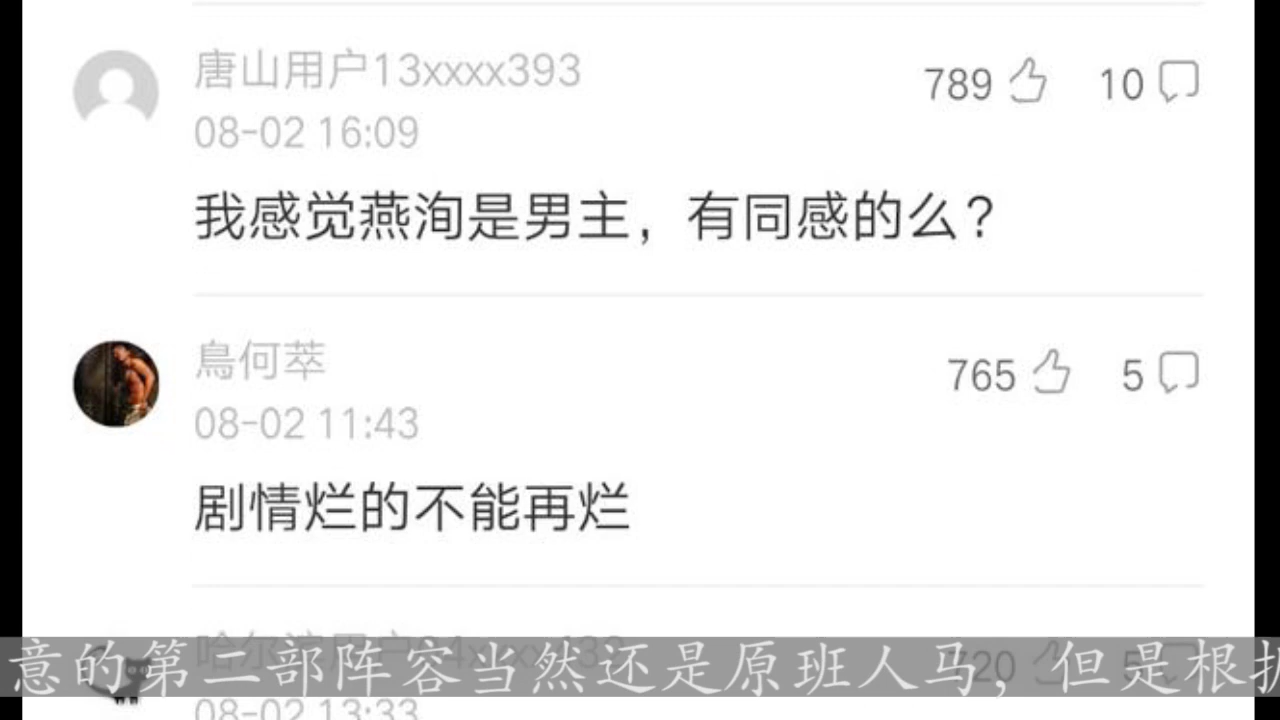 唐山用户13xxxx393
789
10
08-02 16:09
我感觉燕洵是男主，有同感的么？
鳥何萃
765
5
08-02 11:43
剧情烂的不能再烂
720
5
意的第二部阵容当然还是原班人马，但是根据
08-02 13:33